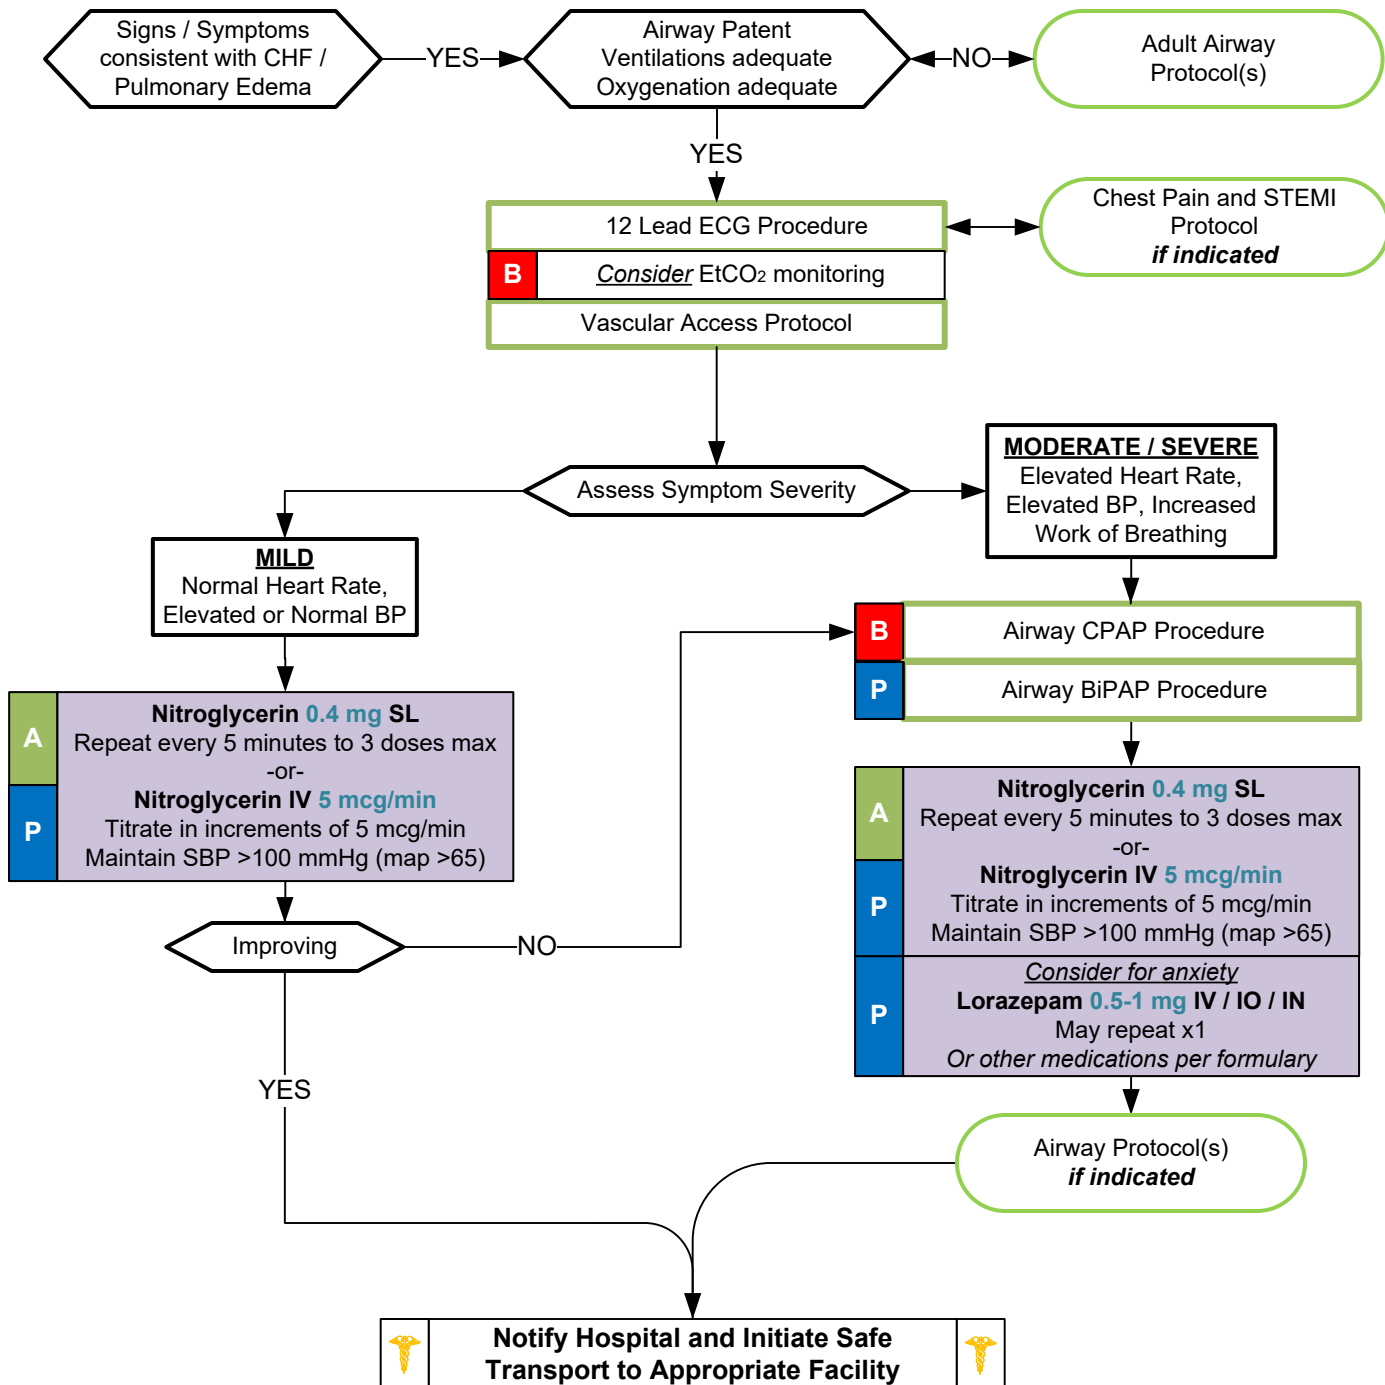 Signs / Symptoms
consistent with CHF /
Pulmonary Edema
YES
Airway Patent
Ventilations adequate
Oxygenation adequate
NO
Adult Airway
Protocol(s)
YES
12 Lead ECG Procedure
B
Consider EtCO2 monitoring
Vascular Access Protocol
Chest Pain and STEMI
Protocol
if indicated
Assess Symptom Severity
MODERATE / SEVERE
Elevated Heart Rate,
Elevated BP, Increased
Work of Breathing
MILD
Normal Heart Rate,
Elevated or Normal BP
B
Airway CPAP Procedure
P
Airway BiPAP Procedure
A
P
Nitroglycerin 0.4 mg SL
Repeat every 5 minutes to 3 doses max
-or-
Nitroglycerin IV 5 mcg/min
Titrate in increments of 5 mcg/min
Maintain SBP >100 mmHg (map >65)
A
P
Nitroglycerin 0.4 mg SL
Repeat every 5 minutes to 3 doses max
-or-
Nitroglycerin IV 5 mcg/min
Titrate in increments of 5 mcg/min
Maintain SBP >100 mmHg (map >65)
Improving
NO
P
Consider for anxiety
Lorazepam 0.5-1 mg IV / IO / IN
May repeat x1
Or other medications per formulary
YES
Airway Protocol(s)
if indicated
Notify Hospital and Initiate Safe
Transport to Appropriate Facility